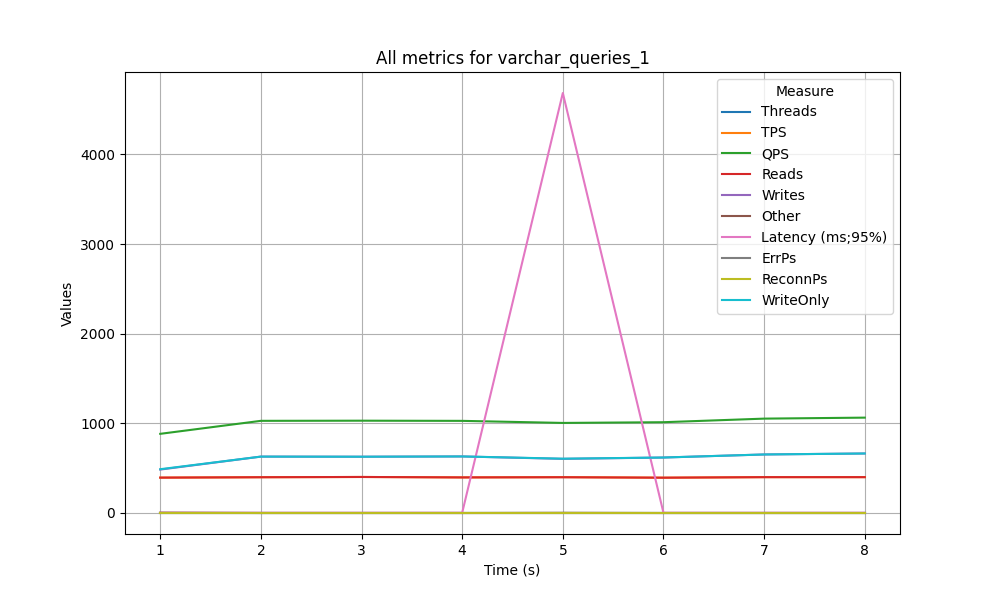 All metrics for varchar_queries_1
Measure
Threads
TPS
QPS
Reads
Writes
Other
Latency (ms;95%)
ErrPs
ReconnPs
WriteOnly
Values
4000
3000
2000
1000
0
1 2 3 4 5 6 7 8
Time (s)